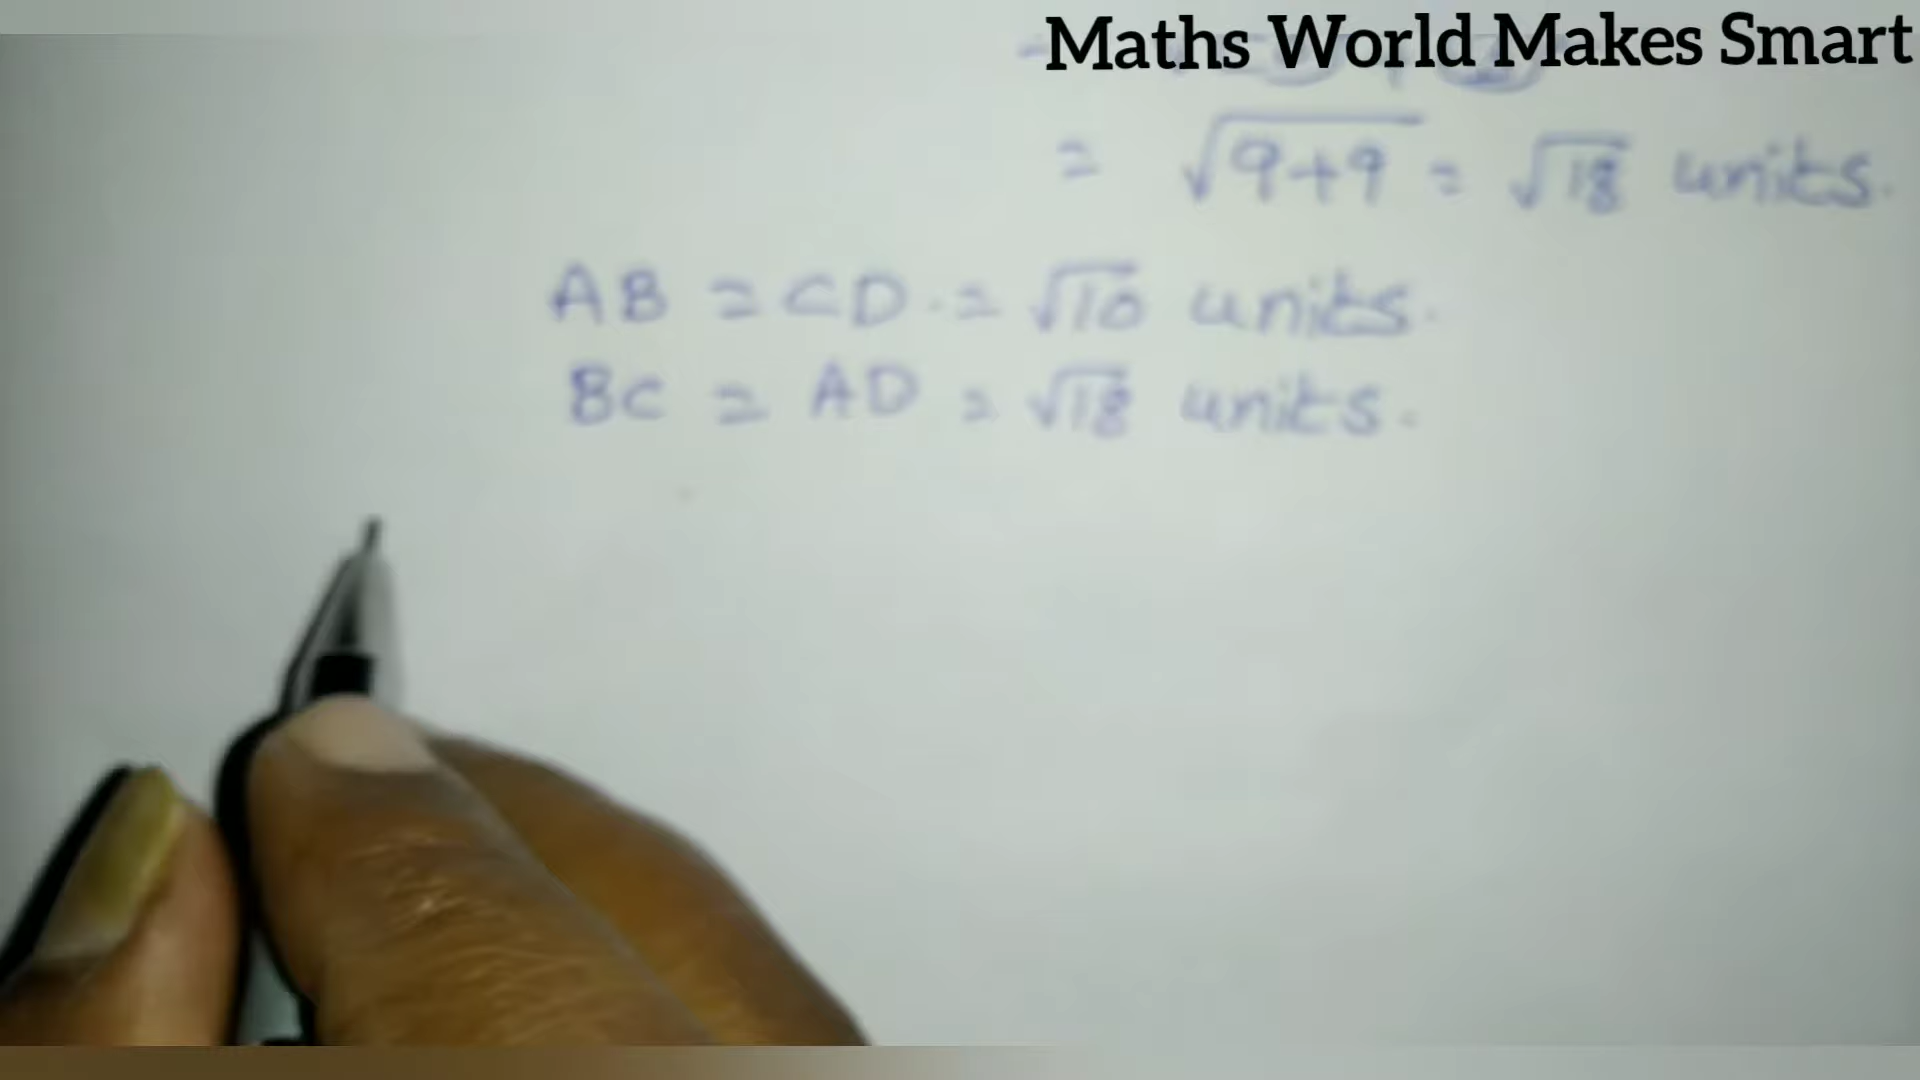 Maths World Makes Smart
= √9+9 = √18 units.
AB = CD = √10 units.
BC = AD = √18 units.